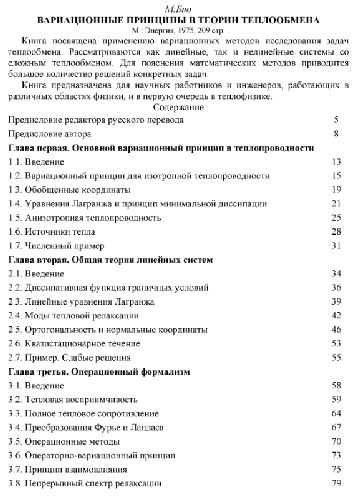 М.Био
ВАРИАЦИОННЫЕ ПРИНЦИПЫ В ТЕОРИИ ТЕПЛООБМЕНА
М.:Энергия, 1975, 209 стр.
Книга посвящена применению вариационных методов исследования задач
теплообмена. Рассматриваются как линейные, так и нелинейные системы со
сложным теплообменом. Для пояснения математических методов приводится
большое количество решений конкретных задач.
Книга предназначена для научных работников и инженеров, работающих в
различных областях физики, и в первую очередь в теплофизике.
Содержание
Предисловие редактора русского перевода 5
Предисловие автора 8
Глава первая. Основной вариационный принцип в теплопроводности
1.1. Введение 13
1.2. Вариационный принцип для изотропной теплопроводности 15
1.3. Обобщенные координаты 19
1.4. Уравнения Лагранжа и принцип минимальной диссипации 21
1.5. Анизотропная теплопроводность 25
1.6. Источники тепла 28
1.7. Численный пример 31
Глава вторая. Общая теория линейных систем
2.1. Введение 34
2.2. Диссипативная функция граничных условий 36
2.3. Линейные уравнения Лагранжа 39
2.4. Моды тепловой релаксации 42
2.5. Ортогональность и нормальные координаты 46
2.6. Квазистационарное течение 53
2.7. Пример. Слабые решения 55
Глава третья. Операционный формализм
3.1. Введение 58
3.2. Тепловая восприимчивость 59
3.3. Полное тепловое сопротивление 64
3.4. Преобразования Фурье и Лапласа 67
3.5. Операционные методы 70
3.6. Операторно-вариационный принцип 73
3.7. Принцип взаимовлияния 75
3.8. Непрерывный спектр релаксации 79